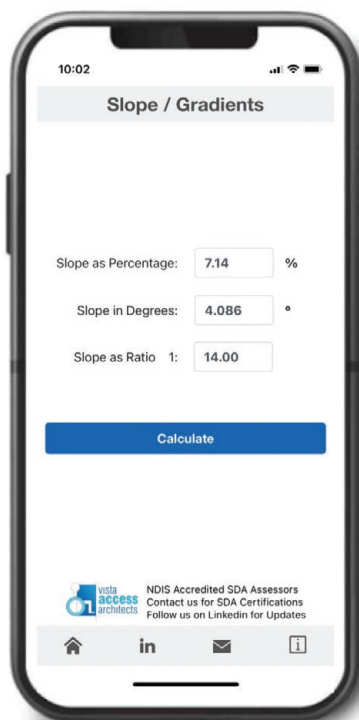 10:02
Slope / Gradients
Slope as Percentage: 7.14 %
Slope in Degrees: 4.086 °
Slope as Ratio 1: 14.00
Calculate
vista
access
architects
NDIS Accredited SDA Assessors
Contact us for SDA Certifications
Follow us on Linkedin for Updates
in
i